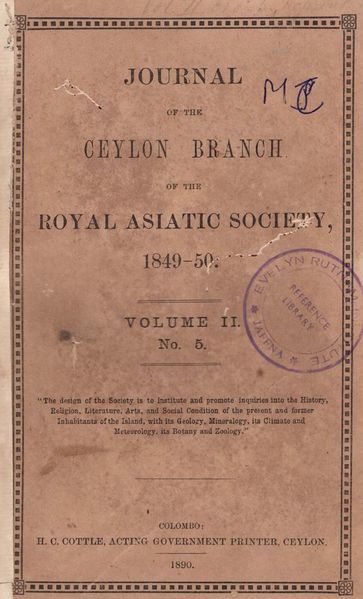 JOURNAL
OF THE
CEYLON BRANCH
OF THE
ROYAL ASIATIC SOCIETY,
1849-50.
VOLUME II.
No. 5.
"The design of the Society is to institute and promote Inquiries into the History,
Religion, Literature, Arts, and Social Condition of the present and former
Inhabitants of the Island, with its Geology, Mineralogy, its Climate and
Meteorology, its Botany and Zoology."
COLOMBO:
H. C. COTTLE, ACTING GOVERNMENT PRINTER, CEYLON.
1890.
EVELYN
REFERENCE
LIBRARY
JAFFNA